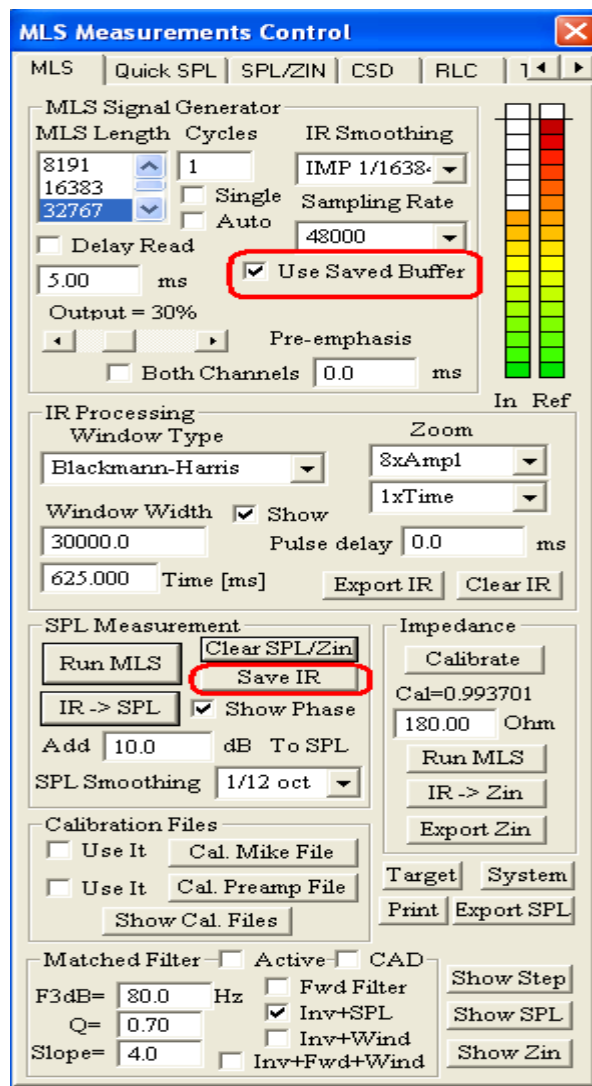 MLS Measurements Control
MLS Quick SPL SPL/ZIN CSD RLC
MLS Signal Generator
MLS Length Cycles IR Smoothing
8191 1 IMP 1/16384
16383 Single Sampling Rate
32767 Auto 48000
Delay Read
5.00 ms Use Saved Buffer
Output = 30%
Pre-emphasis
Both Channels 0.0 ms
In Ref
IR Processing
Window Type Zoom
Blackmann-Harris 8xAmpl
1xTime
Window Width Show
30000.0 Pulse delay 0.0 ms
625.000 Time [ms] Export IR Clear IR
SPL Measurement Impedance
Run MLS Clear SPL/Zin Calibrate
Save IR
IR -> SPL Show Phase Cal=0.993701
180.00 Ohm
Add 10.0 dB To SPL Run MLS
SPL Smoothing 1/12 oct IR -> Zin
Calibration Files Export Zin
Use It Cal. Mike File
Use It Cal. Preamp File Target System
Show Cal. Files Print Export SPL
Matched Filter Active CAD
F3dB= 80.0 Hz Fwd Filter Show Step
Q= 0.70 Inv+SPL Show SPL
Inv+Wind
Slope= 4.0 Inv+Fwd+Wind Show Zin